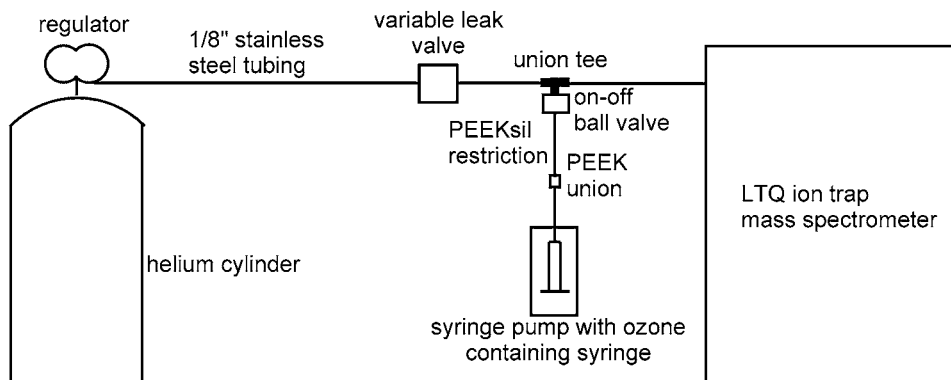 regulator
1/8" stainless
steel tubing
variable leak
valve
union tee
on-off
ball valve
PEEKsil
restriction
PEEK
union
LTQ ion trap
mass spectrometer
helium cylinder
syringe pump with ozone
containing syringe